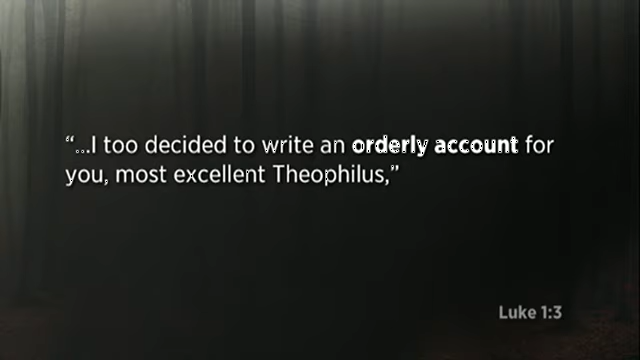 “...I too decided to write an orderly account for
you, most excellent Theophilus,”
Luke 1:3